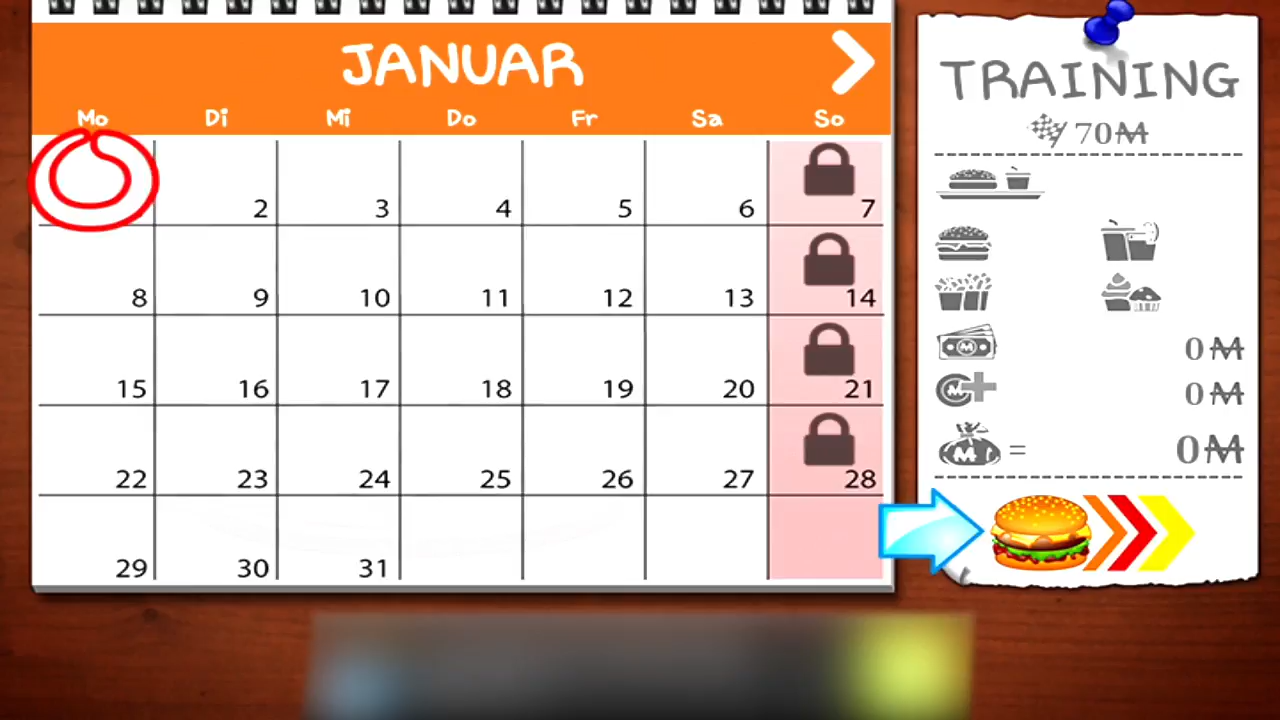 JANUAR
Mo Di Mi Do Fr Sa So
2 3 4 5 6 7
8 9 10 11 12 13 14
15 16 17 18 19 20 21
22 23 24 25 26 27 28
29 30 31
TRAINING
70M
0M
0M
= 0M